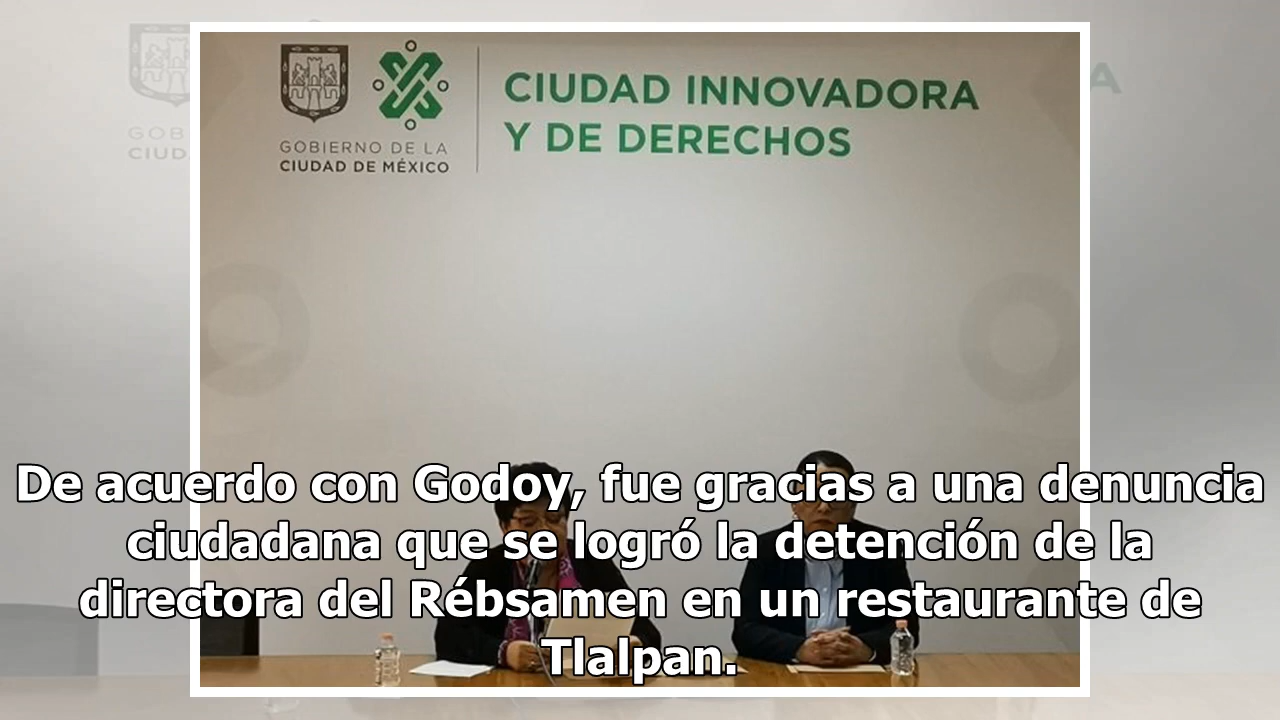 CIUDAD INNOVADORA
Y DE DERECHOS
GOBIERNO DE LA
CIUDAD DE MÉXICO
De acuerdo con Godoy, fue gracias a una denuncia
ciudadana que se logró la detención de la
directora del Rébsamen en un restaurante de
Tlalpan.